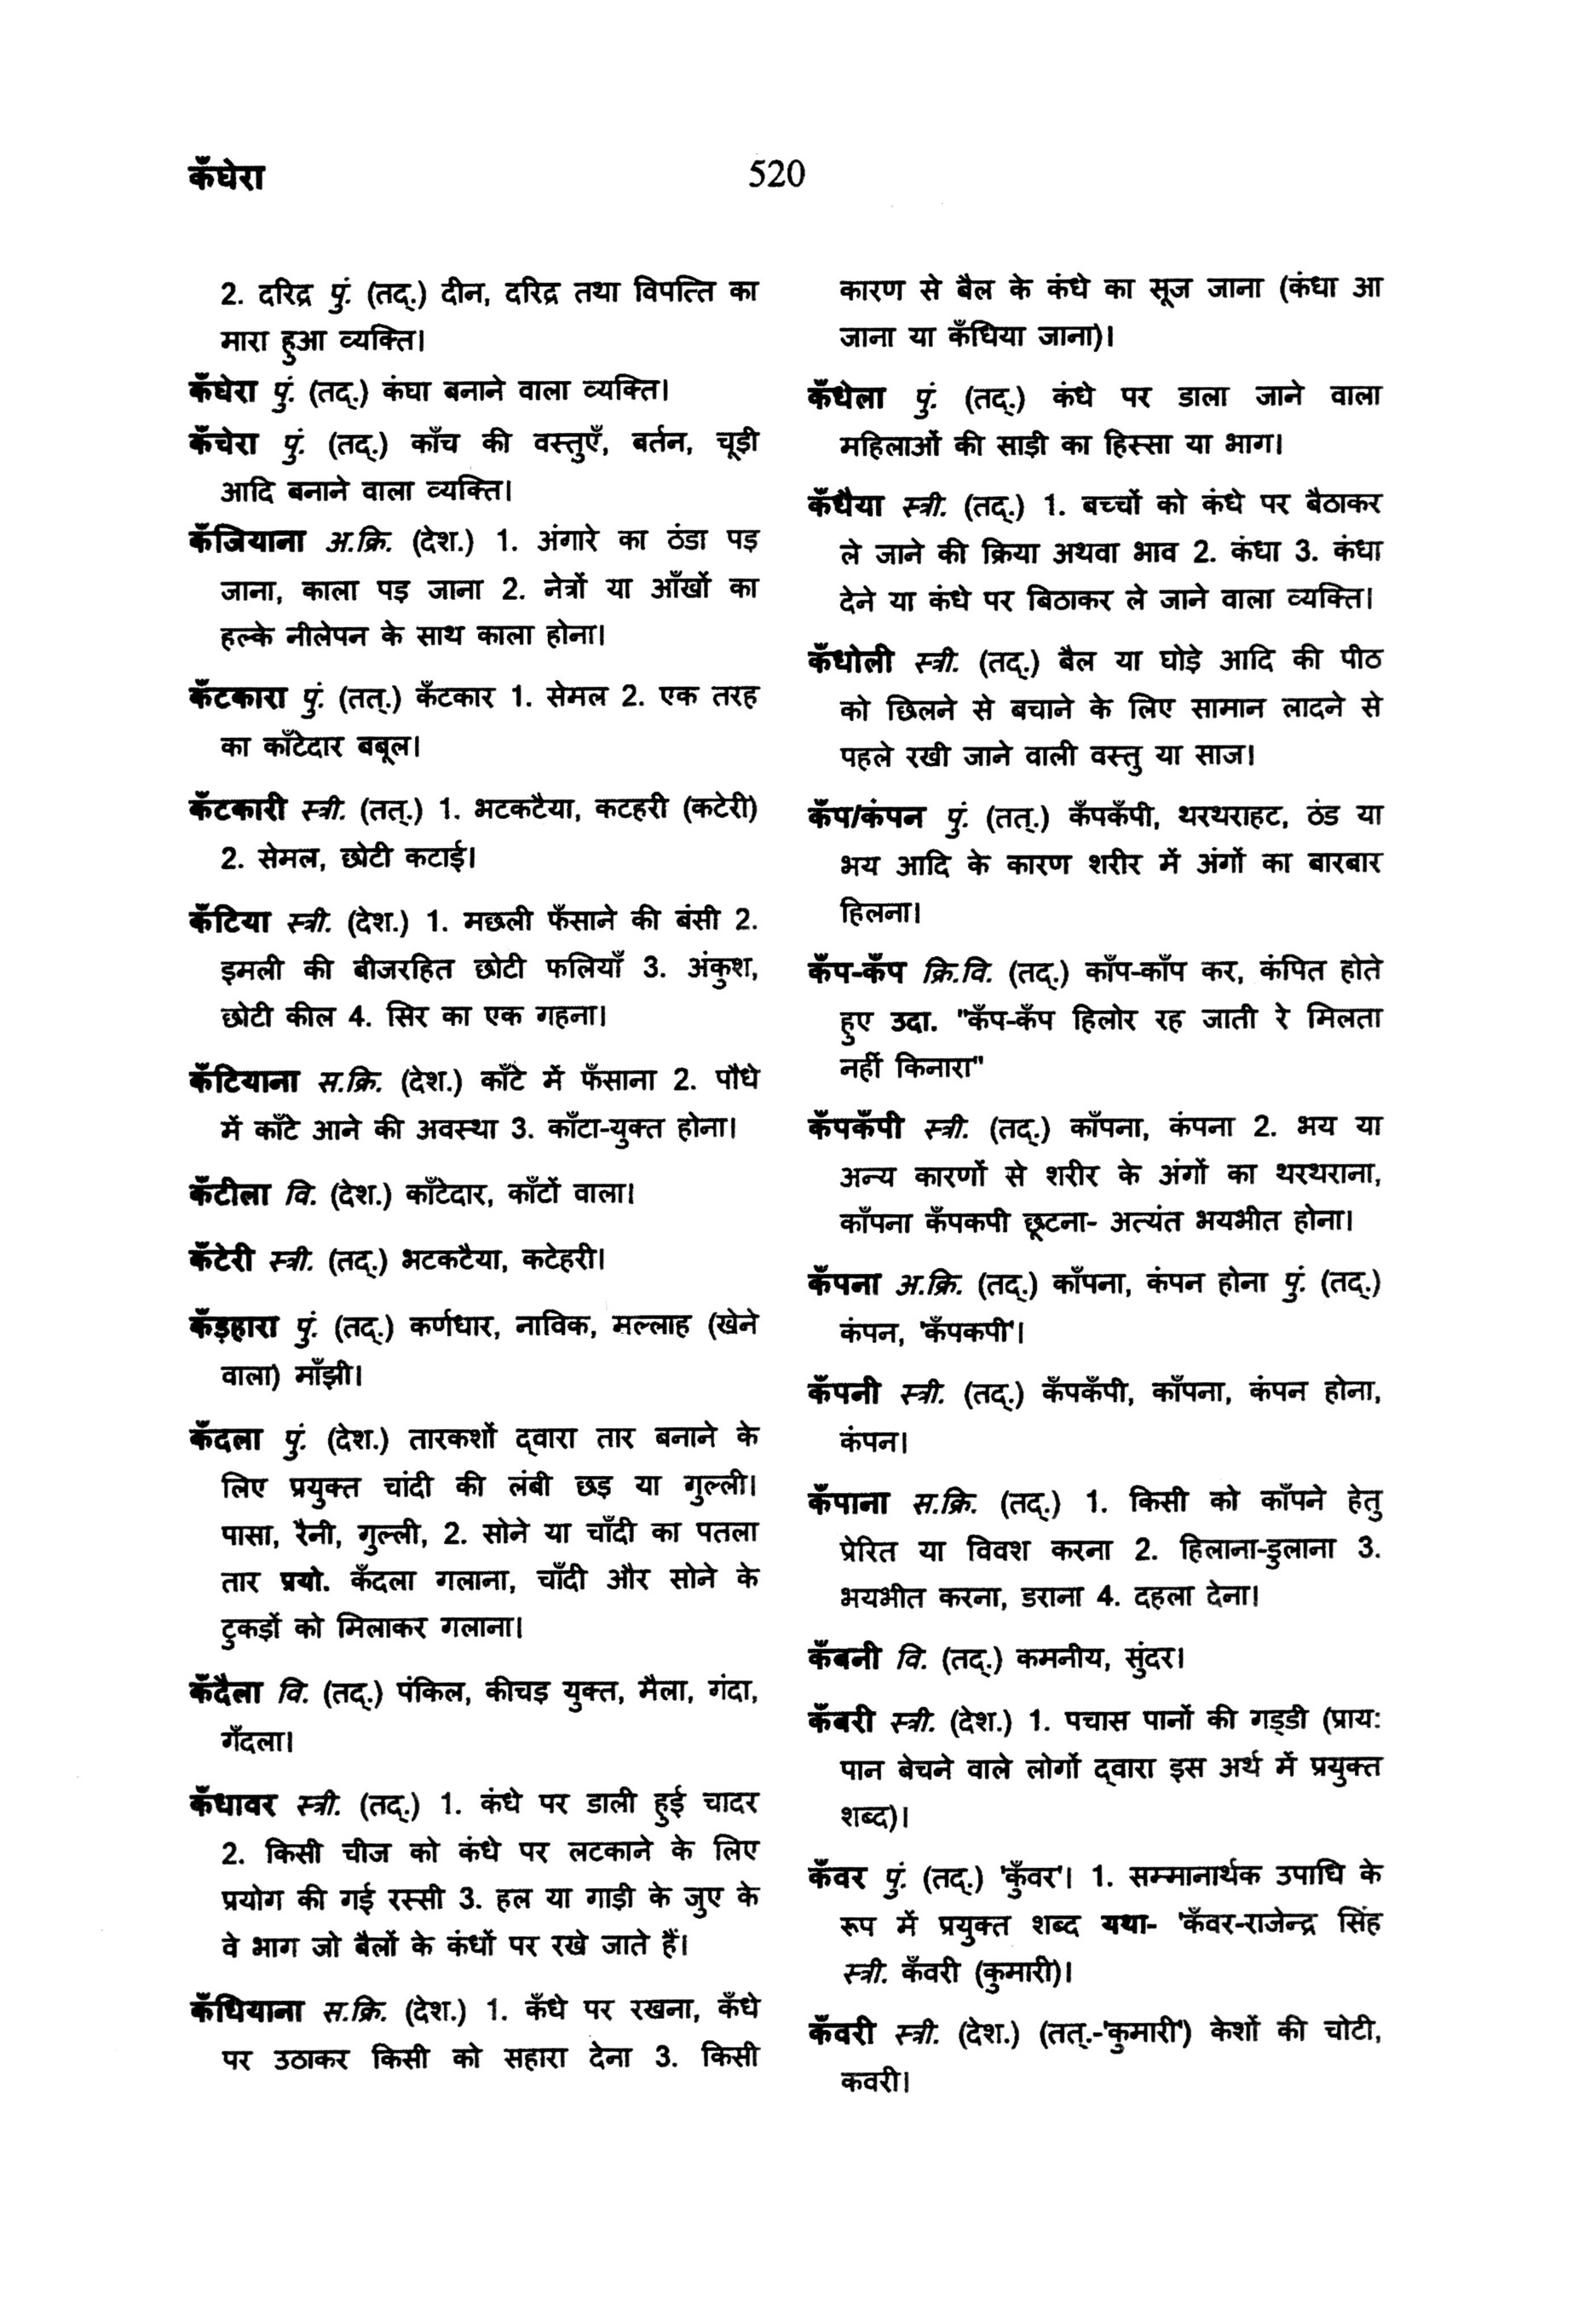 कँघेरा
520
2. दरिद्र पुं. (तद्.) दीन, दरिद्र तथा विपत्ति का
मारा हुआ व्यक्ति।
कँघेरा पुं. (तद्.) कंघा बनाने वाला व्यक्ति।
कँचेरा पुं. (तद्.) काँच की वस्तुएँ, बर्तन, चूड़ी
आदि बनाने वाला व्यक्ति।
कँजियाना अ.क्रि. (देश.) 1. अंगारे का ठंडा पड़
जाना, काला पड़ जाना 2. नेत्रों या आँखों का
हल्के नीलेपन के साथ काला होना।
कँटकारा पुं. (तत्.) कँटकार 1. सेमल 2. एक तरह
का काँटेदार बबूल।
कँटकारी स्त्री. (तत्.) 1. भटकटैया, कटहरी (कटेरी)
2. सेमल, छोटी कटाई।
कँटिया स्त्री. (देश.) 1. मछली फँसाने की बंसी 2.
इमली की बीजरहित छोटी फलियाँ 3. अंकुश,
छोटी कील 4. सिर का एक गहना।
कँटियाना स.क्रि. (देश.) काँटे में फँसाना 2. पौधे
में काँटे आने की अवस्था 3. काँटा-युक्त होना।
कँटीला वि. (देश.) काँटेदार, काँटों वाला।
कँटेरी स्त्री. (तद्.) भटकटैया, कटेहरी।
कँड़हारा पुं. (तद्.) कर्णधार, नाविक, मल्लाह (खेने
वाला) माँझी।
कँदला पुं. (देश.) तारकशों द्वारा तार बनाने के
लिए प्रयुक्त चांदी की लंबी छड़ या गुल्ली।
पासा, रैनी, गुल्ली, 2. सोने या चाँदी का पतला
तार प्रयो. कँदला गलाना, चाँदी और सोने के
टुकड़ों को मिलाकर गलाना।
कँदैला वि. (तद्.) पंकिल, कीचड़ युक्त, मैला, गंदा,
गँदला।
कँधावर स्त्री. (तद्.) 1. कंधे पर डाली हुई चादर
2. किसी चीज को कंधे पर लटकाने के लिए
प्रयोग की गई रस्सी 3. हल या गाड़ी के जुए के
वे भाग जो बैलों के कंधों पर रखे जाते हैं।
कँधियाना स.क्रि. (देश.) 1. कँधे पर रखना, कँधे
पर उठाकर किसी को सहारा देना 3. किसी
कारण से बैल के कंधे का सूज जाना (कंधा आ
जाना या कँधिया जाना)।
कँधेला पुं. (तद्.) कंधे पर डाला जाने वाला
महिलाओं की साड़ी का हिस्सा या भाग।
कँधैया स्त्री. (तद्.) 1. बच्चों को कंधे पर बैठाकर
ले जाने की क्रिया अथवा भाव 2. कंधा 3. कंधा
देने या कंधे पर बिठाकर ले जाने वाला व्यक्ति।
कँधोली स्त्री. (तद्.) बैल या घोड़े आदि की पीठ
को छिलने से बचाने के लिए सामान लादने से
पहले रखी जाने वाली वस्तु या साज।
कँप/कंपन पुं. (तत्.) कँपकँपी, थरथराहट, ठंड या
भय आदि के कारण शरीर में अंगों का बारबार
हिलना।
कँप-कँप क्रि.वि. (तद्.) काँप-काँप कर, कंपित होते
हुए उदा. "कँप-कँप हिलोर रह जाती रे मिलता
नहीं किनारा"
कँपकँपी स्त्री. (तद्.) काँपना, कंपना 2. भय या
अन्य कारणों से शरीर के अंगों का थरथराना,
काँपना कँपकपी छूटना- अत्यंत भयभीत होना।
कँपना अ.क्रि. (तद्.) काँपना, कंपन होना पुं. (तद्.)
कंपन, 'कँपकपी'।
कँपनी स्त्री. (तद्.) कँपकँपी, काँपना, कंपन होना,
कंपन।
कँपाना स.क्रि. (तद्.) 1. किसी को काँपने हेतु
प्रेरित या विवश करना 2. हिलाना-डुलाना 3.
भयभीत करना, डराना 4. दहला देना।
कँबनी वि. (तद्.) कमनीय, सुंदर।
कँबरी स्त्री. (देश.) 1. पचास पानों की गड्डी (प्राय:
पान बेचने वाले लोगों द्वारा इस अर्थ में प्रयुक्त
शब्द)।
कँवर पुं. (तद्.) 'कुँवर'। 1. सम्मानार्थक उपाधि के
रूप में प्रयुक्त शब्द यथा- 'कँवर-राजेन्द्र सिंह
स्त्री. कँवरी (कुमारी)।
कँवरी स्त्री. (देश.) (तत्.-'कुमारी') केशों की चोटी,
कवरी।